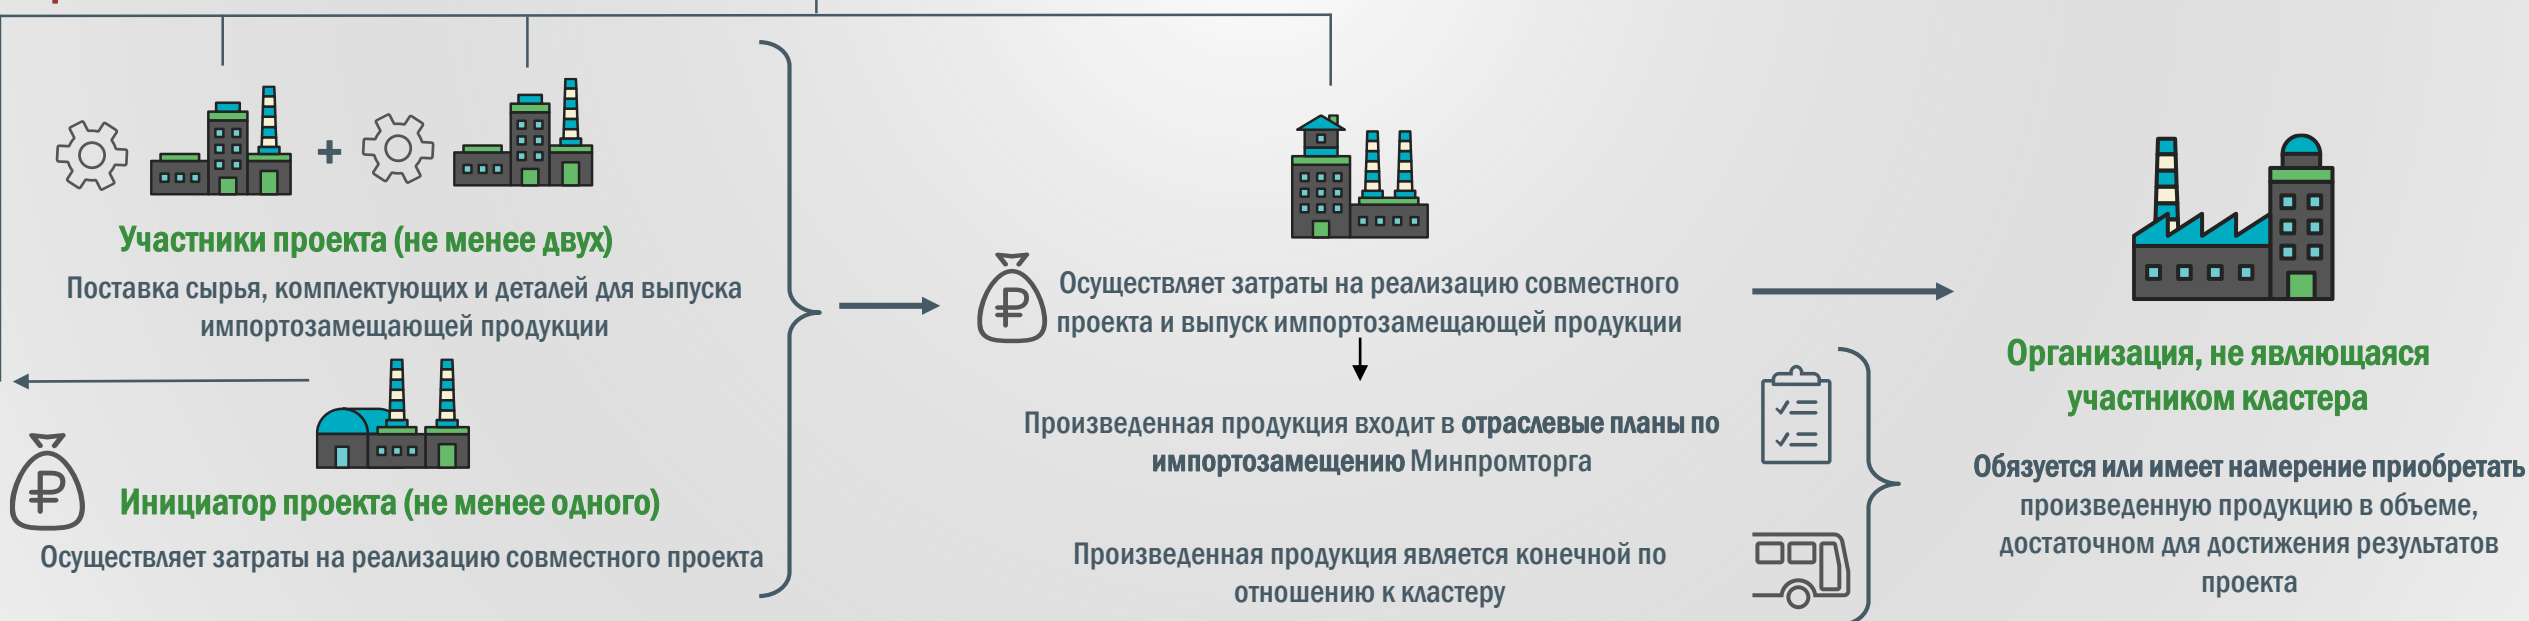 Участники проекта (не менее двух)
Поставка сырья, комплектующих и деталей для выпуска
импортозамещающей продукции
Инициатор проекта (не менее одного)
Осуществляет затраты на реализацию совместного проекта
Осуществляет затраты на реализацию совместного
проекта и выпуск импортозамещающей продукции
Произведенная продукция входит в отраслевые планы по
импортозамещению Минпромторга
Произведенная продукция является конечной по
отношению к кластеру
Организация, не являющаяся
участником кластера
Обязуется или имеет намерение приобретать
произведенную продукцию в объеме,
достаточном для достижения результатов
проекта